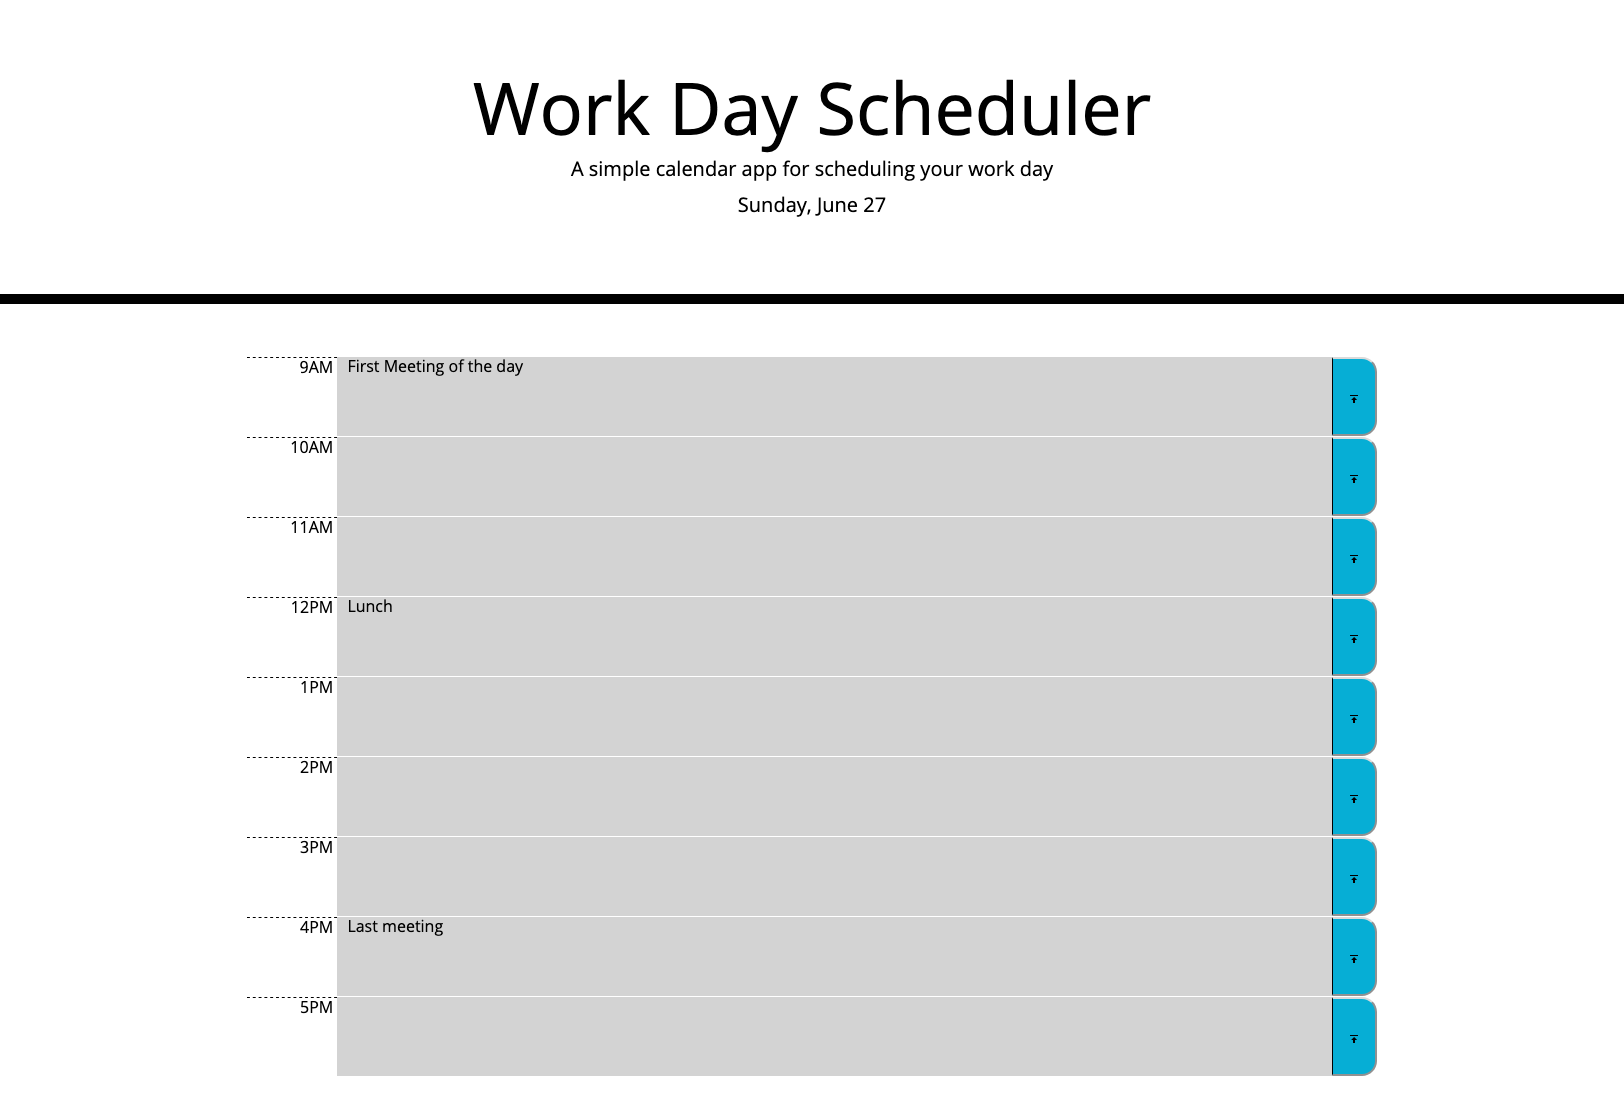 Work Day Scheduler
A simple calendar app for scheduling your work day
Sunday, June 27
9AM First Meeting of the day
10AM
11AM
12PM Lunch
1PM
2PM
3PM
4PM Last meeting
5PM